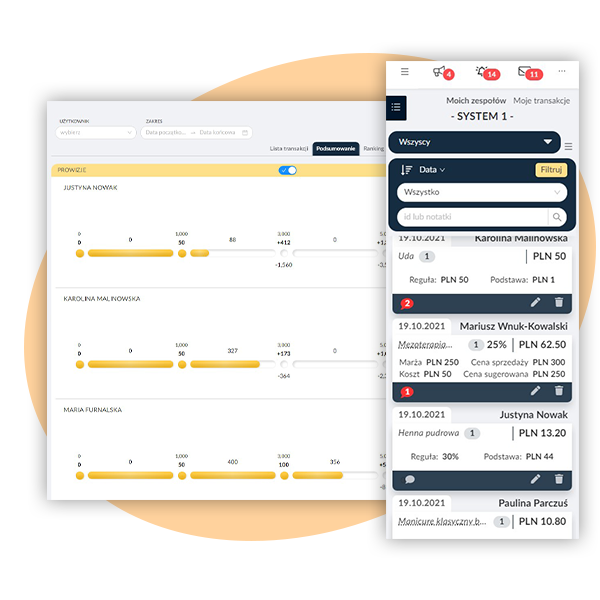 UŻYTKOWNIK
wybierz
ZAKRES
Data początko... → Data końcowa
Lista transakcji Podsumowanie Ranking
PROWIZJE
JUSTYNA NOWAK
0 1,000 3,900 5,0
0 0 50 88 +412 0 +1,
-1,560 -3,5
KAROLINA MALINOWSKA
0 1,000 3,900 5,0
0 0 50 327 +173 0 +1,
-364 -2,
MARIA FURNALSKA
0 1,000 3,900 5,0
0 0 50 400 100 356 +5
4 14 11 ...
Moich zespołów Moje transakcje
- SYSTEM 1 -
Wszyscy
Data Filtruj
Wszystko
id lub notatki
19.10.2021 Karolina Malinowska
Uda 1 PLN 50
Reguła: PLN 50 Podstawa: PLN 1
2
19.10.2021 Mariusz Wnuk-Kowalski
Mezoterapia... 1 25% PLN 62.50
Marża PLN 250 Cena sprzedaży PLN 300
Koszt PLN 50 Cena sugerowana PLN 250
1
19.10.2021 Justyna Nowak
Henna pudrowa 1 PLN 13.20
Reguła: 30% Podstawa: PLN 44
19.10.2021 Paulina Parczuś
Manicure klasyczny b... 1 PLN 10.80